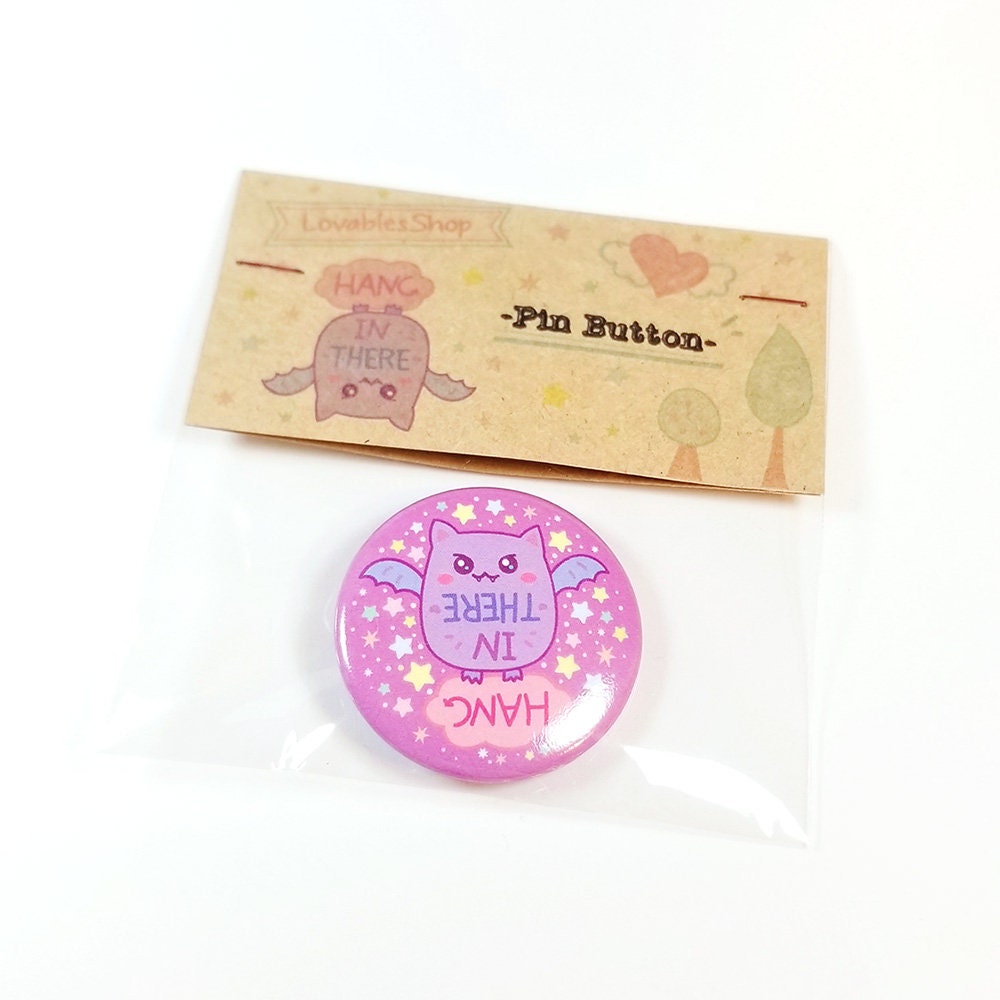 LovablesShop
HANG
IN
THERE
-Pin Button-
HANG
IN
THERE